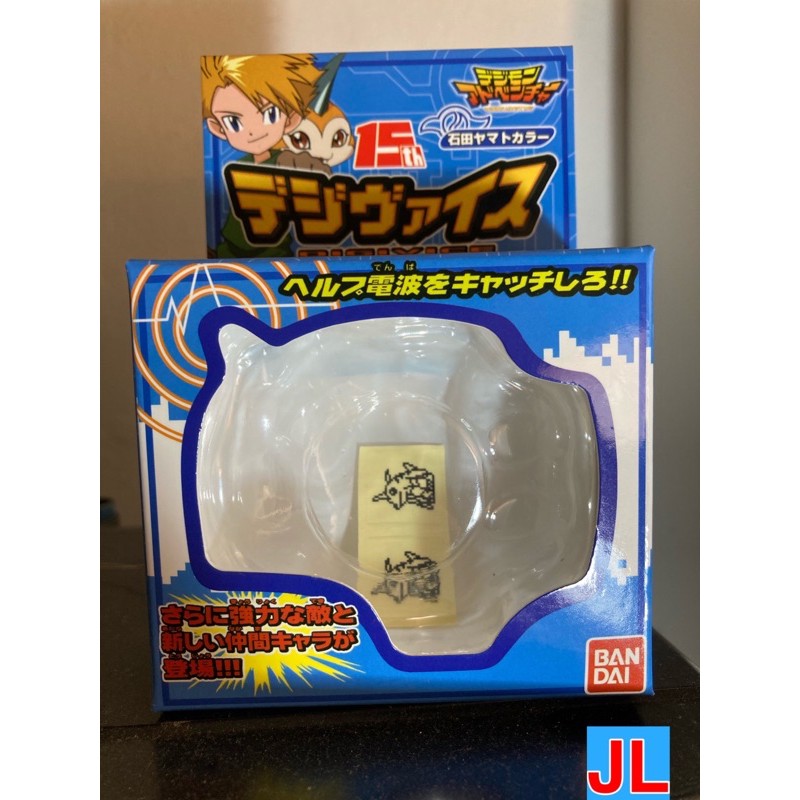 デジモン
アドベンチャー
15th
石田ヤマトカラー
デジヴァイス
でんぱ
ヘルプ電波をキャッチしろ!!
さらに強力な敵と
新しい仲間キャラが
登場!!!
BAN
DAI
JL